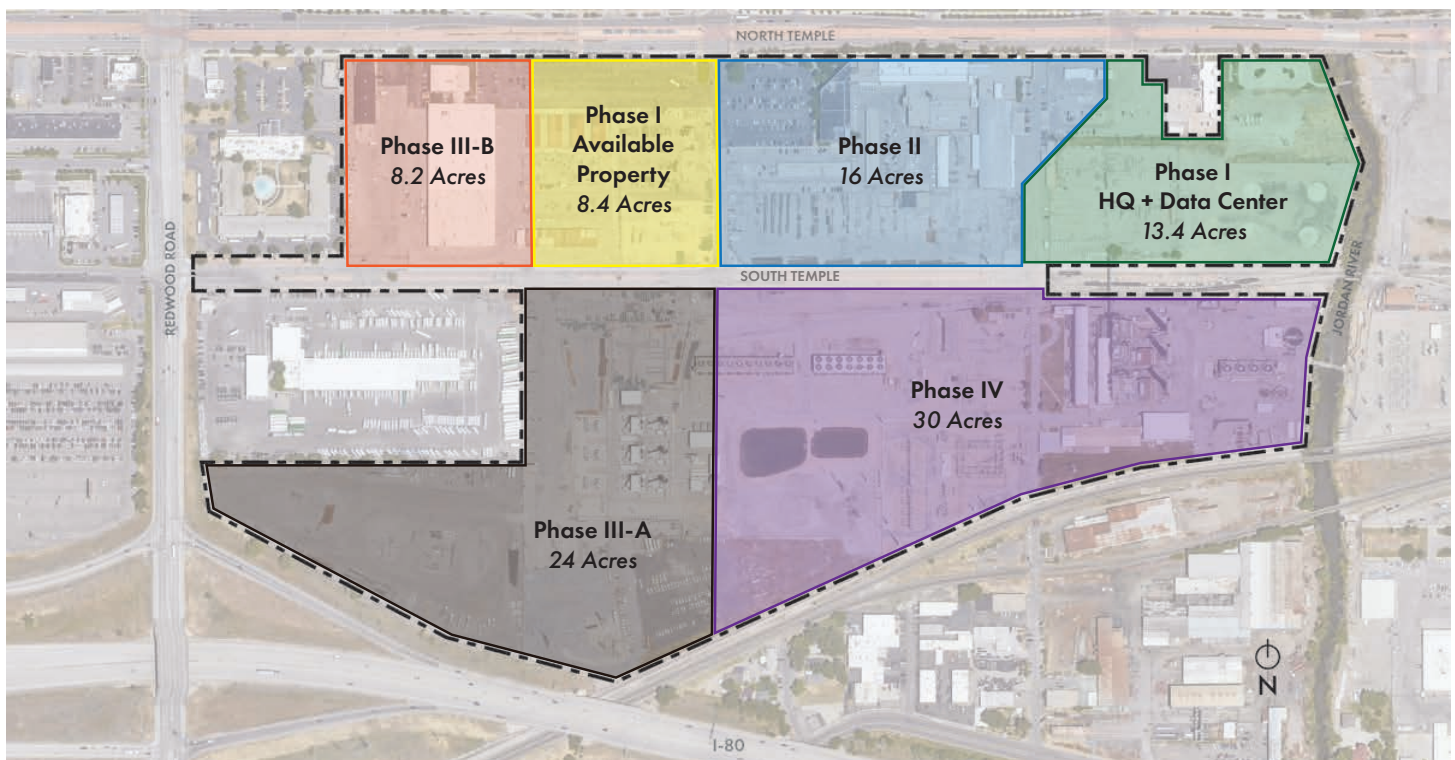 NORTH TEMPLE
Phase III-B
8.2 Acres
Phase I
Available
Property
8.4 Acres
Phase II
16 Acres
Phase I
HQ + Data Center
13.4 Acres
REDWOOD ROAD
SOUTH TEMPLE
JORDAN RIVER
Phase IV
30 Acres
Phase III-A
24 Acres
N
I-80